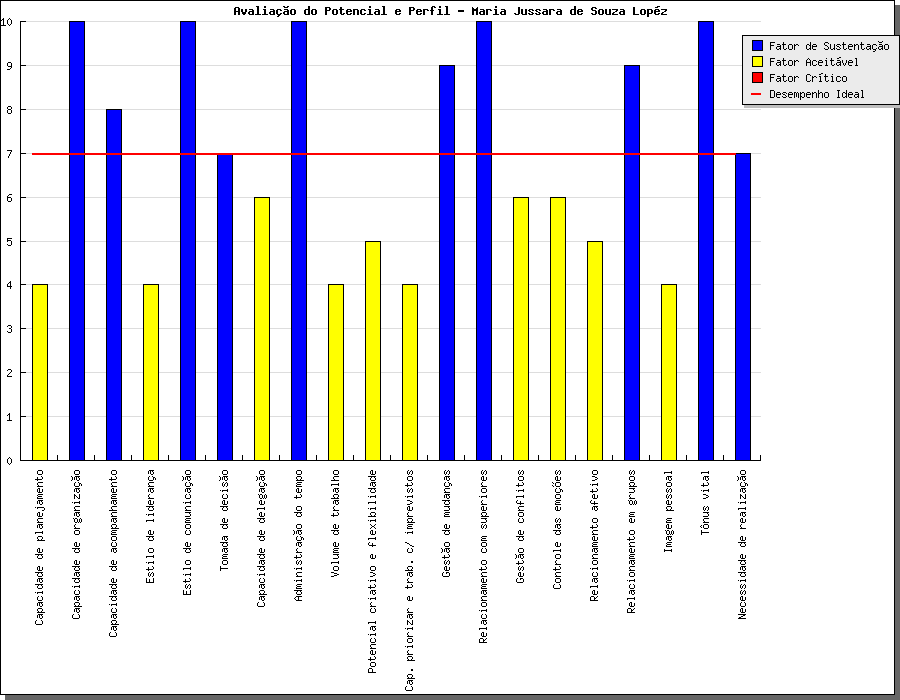 Avaliação do Potencial e Perfil - Maria Jussara de Souza Lopéz
Fator de Sustentação
Fator Aceitável
Fator Crítico
Desempenho Ideal
10
9
8
7
6
5
4
3
2
1
0
Capacidade de planejamento
Capacidade de organização
Capacidade de acompanhamento
Estilo de liderança
Estilo de comunicação
Tomada de decisão
Capacidade de delegação
Administração do tempo
Volume de trabalho
Potencial criativo e flexibilidade
Cap. priorizar e trab. c/ imprevistos
Gestão de mudanças
Relacionamento com superiores
Gestão de conflitos
Controle das emoções
Relacionamento afetivo
Relacionamento em grupos
Imagem pessoal
Tônus vital
Necessidade de realização